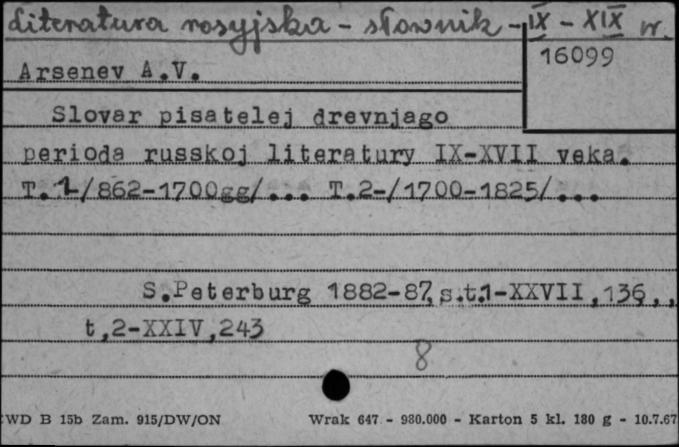 Literatura rosyjska - słownik - IX - XIX w.
16099
Arsenev A.V.
Slovar pisatelej drevnjago
perioda russkoj literatury IX-XVII veka.
T.1-/862-1700gg/... T.2-/1700-1825/...
S.Peterburg 1882-87,s.t.1-XXVII,136,,
t,2-XXIV,243
8
WD B 15b Zam. 915/DW/ON Wrak 647 - 980.000 - Karton 5 kl. 180 g - 10.7.67